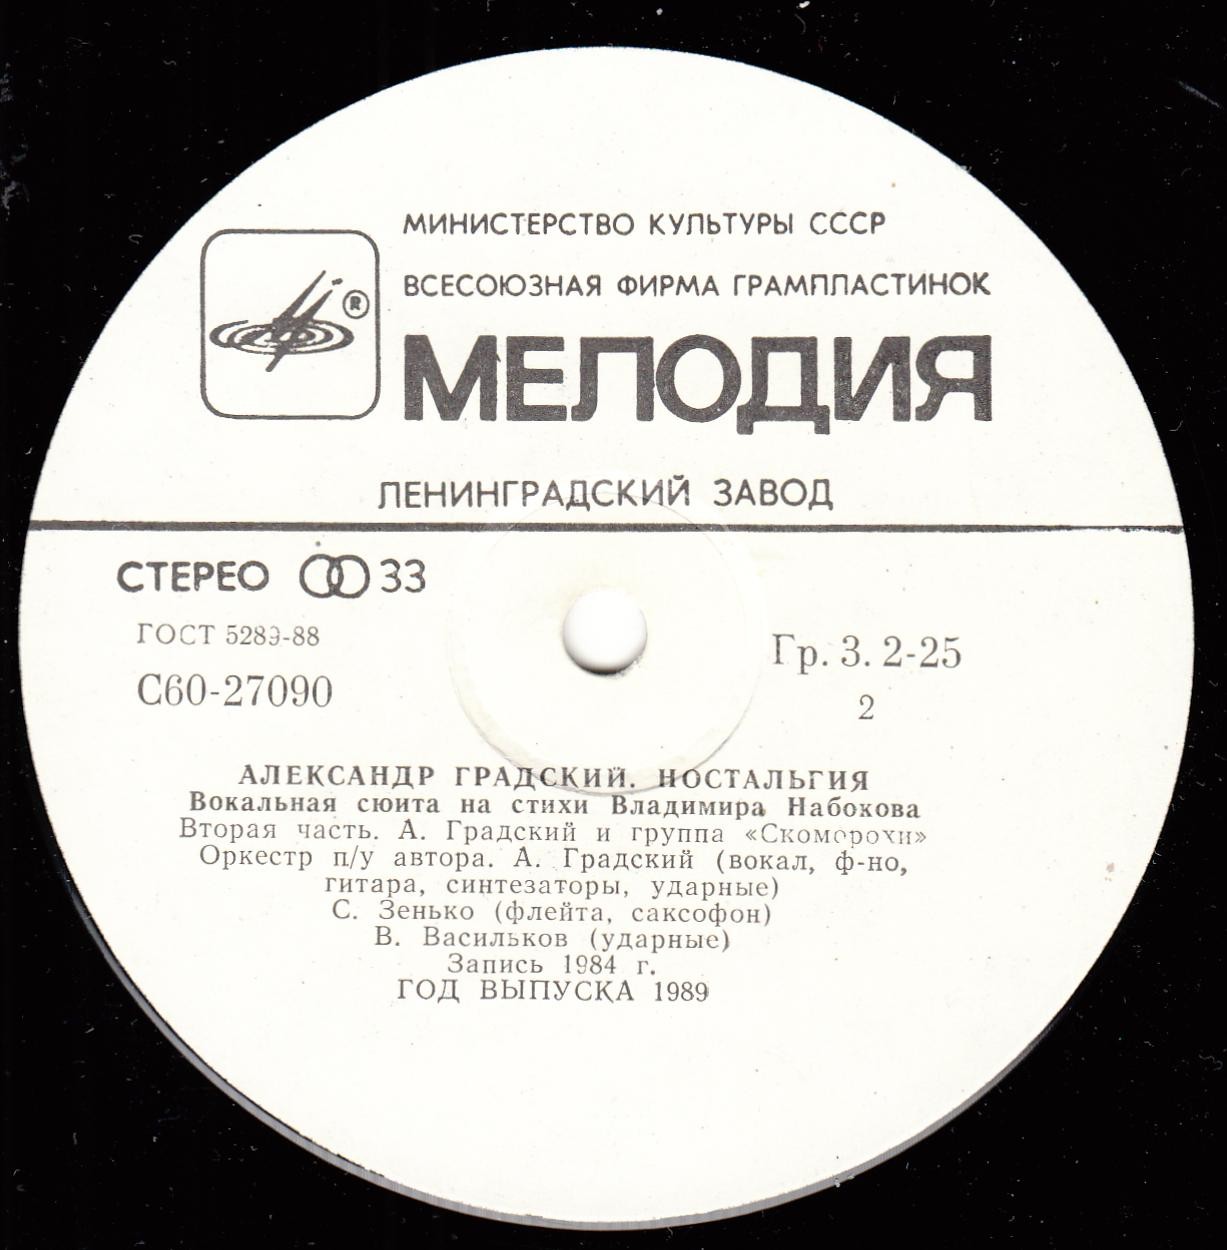 МИНИСТЕРСТВО КУЛЬТУРЫ СССР
ВСЕСОЮЗНАЯ ФИРМА ГРАМПЛАСТИНОК
®
МЕЛОДИЯ
ЛЕНИНГРАДСКИЙ ЗАВОД
СТЕРЕО 33
ГОСТ 5289-88
Гр. 3. 2-25
С60-27090
2
АЛЕКСАНДР ГРАДСКИЙ. НОСТАЛЬГИЯ
Вокальная сюита на стихи Владимира Набокова
Вторая часть. А. Градский и группа «Скоморохи»
Оркестр п/у автора. А. Градский (вокал, ф-но,
гитара, синтезаторы, ударные)
С. Зенько (флейта, саксофон)
В. Васильков (ударные)
Запись 1984 г.
ГОД ВЫПУСКА 1989